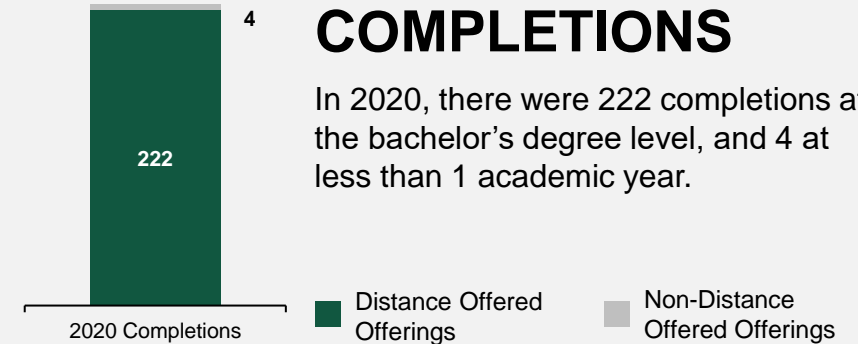 4
222
2020 Completions
COMPLETIONS
In 2020, there were 222 completions at
the bachelor’s degree level, and 4 at
less than 1 academic year.
Distance Offered
Offerings
Non-Distance
Offered Offerings